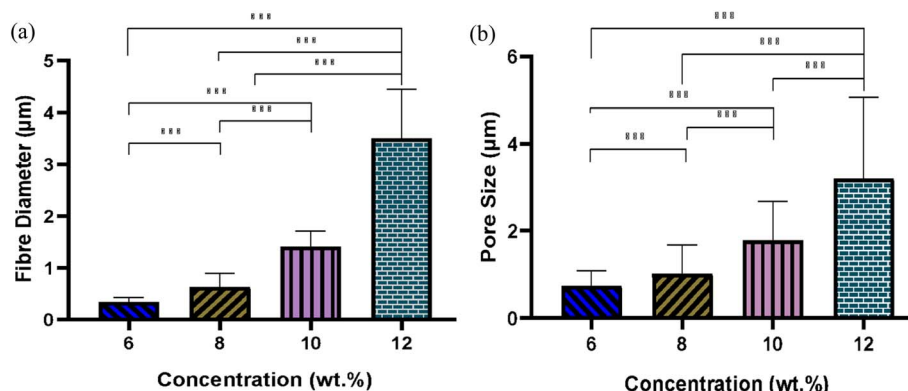 (a)
Fibre Diameter (μm)
5
4
3
2
1
0
6 8 10 12
Concentration (wt.%)
(b)
Pore Size (μm)
6
4
2
0
6 8 10 12
Concentration (wt.%)